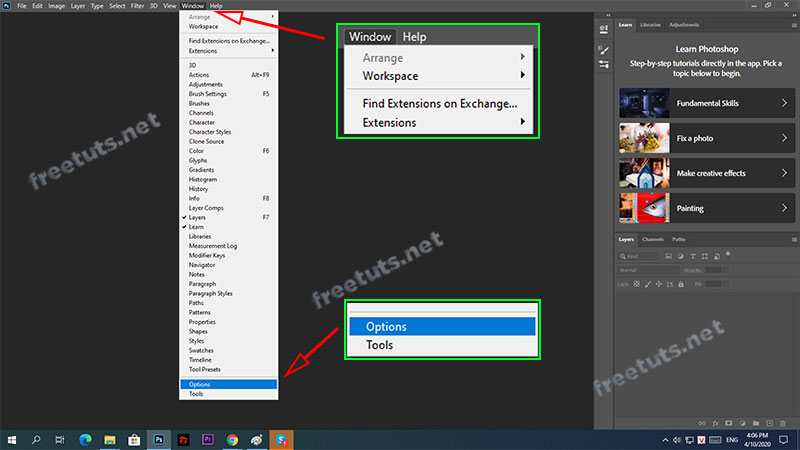 Ps File Edit Image Layer Type Select Filter 3D View Window Help
Arrange
Workspace
Find Extensions on Exchange...
Extensions
3D
Actions Alt+F9
Adjustments
Brush Settings F5
Brushes
Channels
Character
Character Styles
Clone Source
Color F6
Glyphs
Gradients
Histogram
History
Info F8
Layer Comps
Layers F7
Learn
Libraries
Measurement Log
Modifier Keys
Navigator
Notes
Paragraph
Paragraph Styles
Paths
Patterns
Properties
Shapes
Styles
Swatches
Timeline
Tool Presets
Options
Tools
Window Help
Arrange
Workspace
Find Extensions on Exchange...
Extensions
Options
Tools
freetuts.net
freetuts.net
freetuts.net
Learn Libraries Adjustments
Learn Photoshop
Step-by-step tutorials directly in the app. Pick a
topic below to begin.
Fundamental Skills
Fix a photo
Make creative effects
Painting
Layers Channels Paths
Kind
Normal Opacity:
Lock: Fill:
Ps Pr
ENG
4:06 PM
4/10/2020